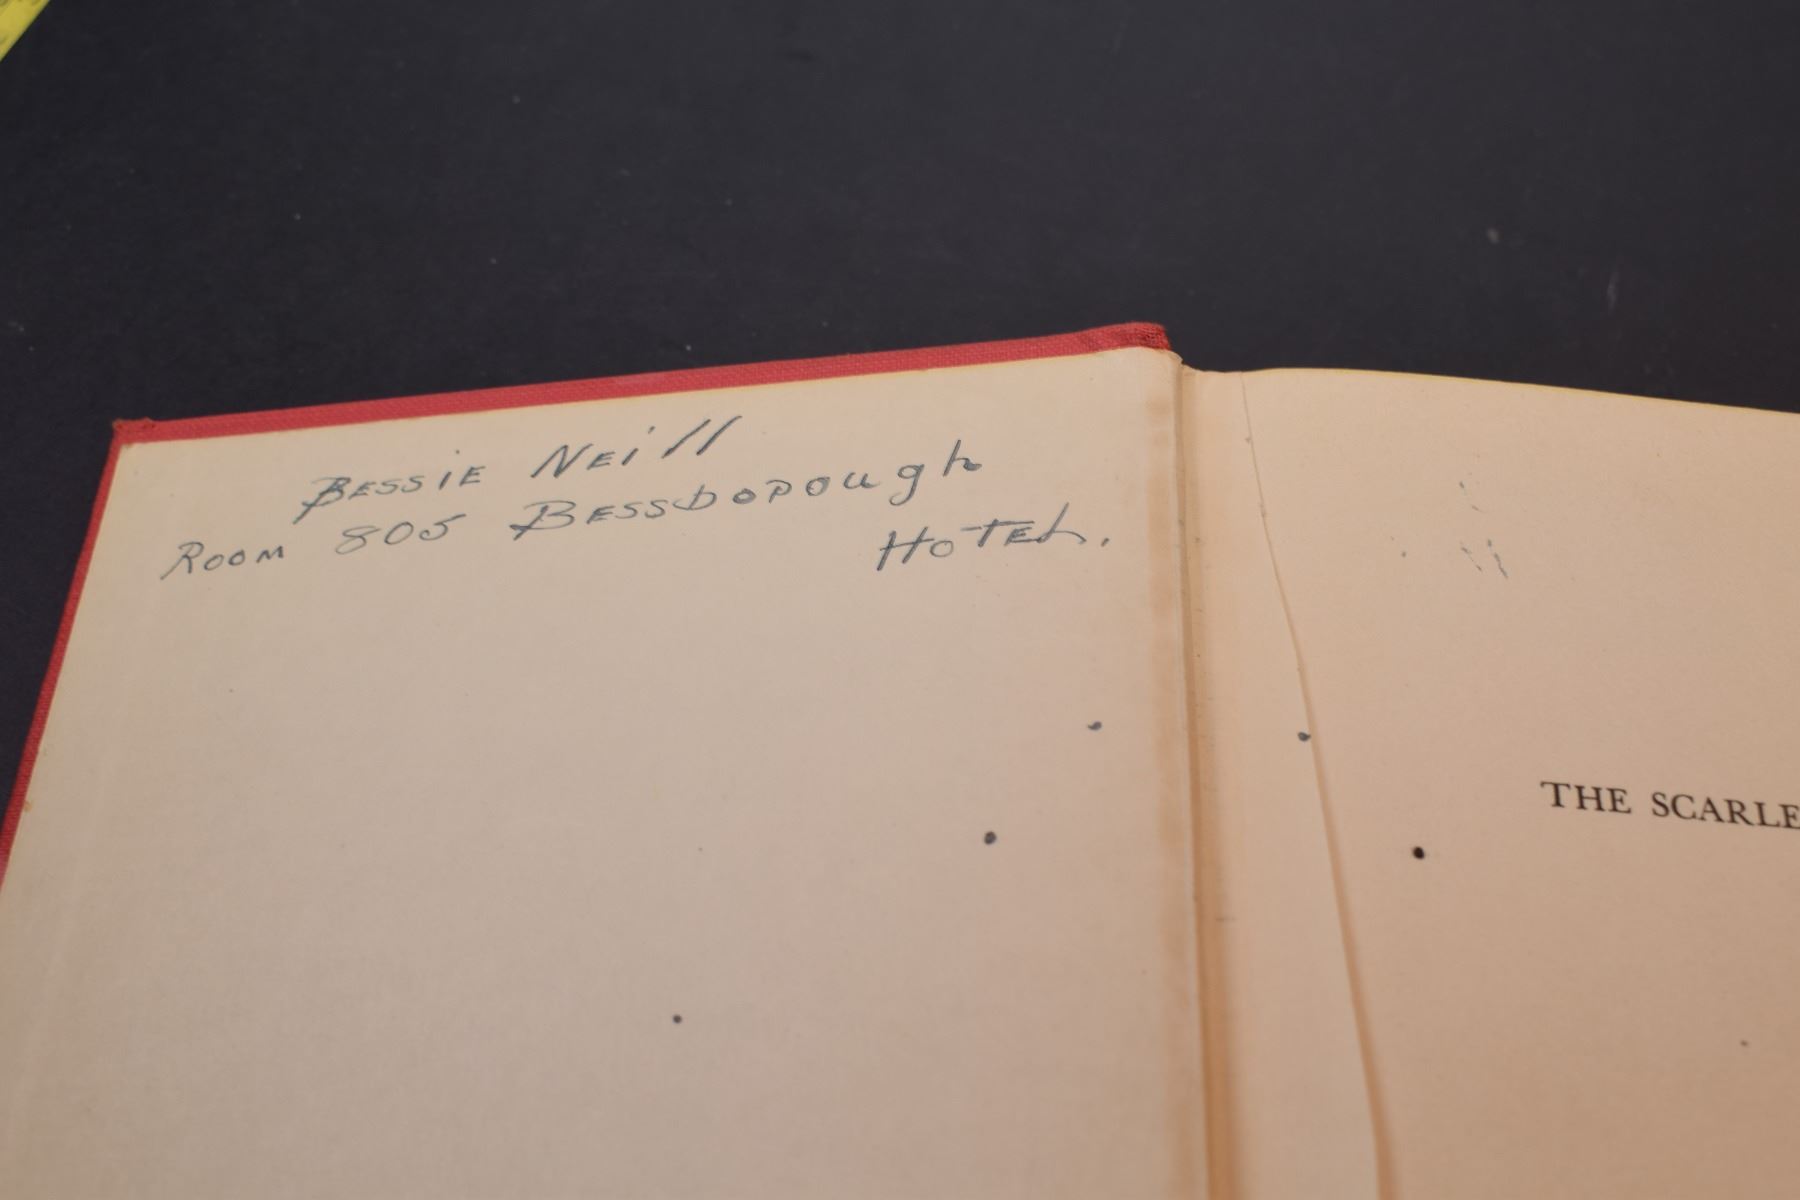 Bessie Neill
Room 805 Bessborough
Hotel.
THE SCARLE